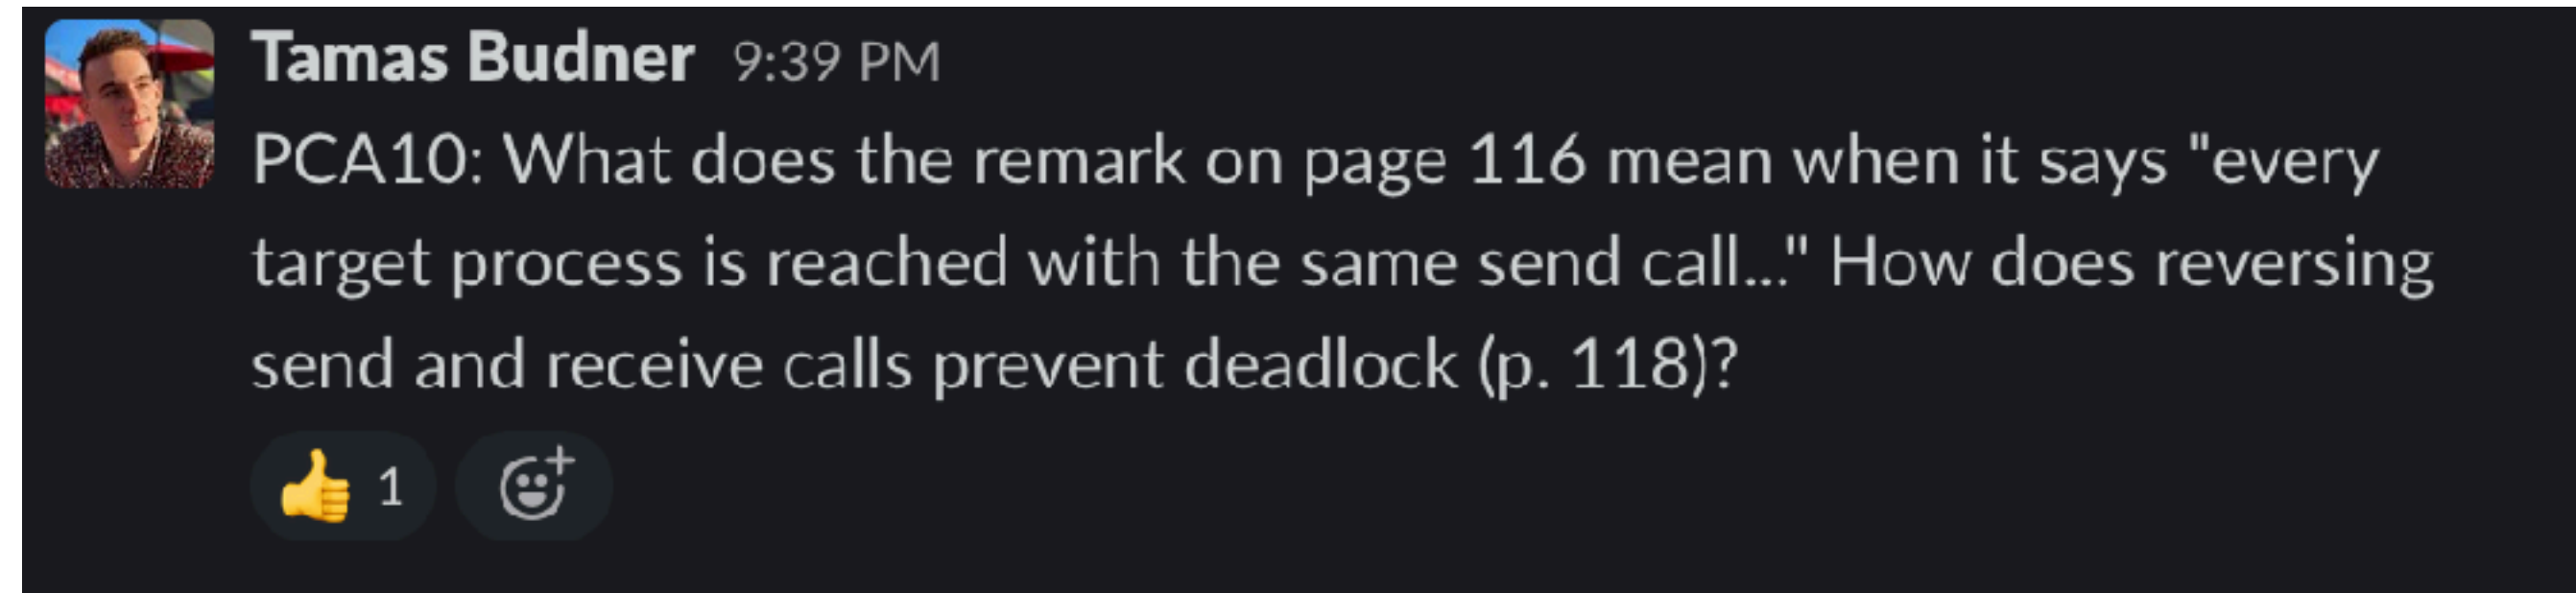 Tamas Budner 9:39 PM
PCA10: What does the remark on page 116 mean when it says "every
target process is reached with the same send call..." How does reversing
send and receive calls prevent deadlock (p. 118)?
👍 1